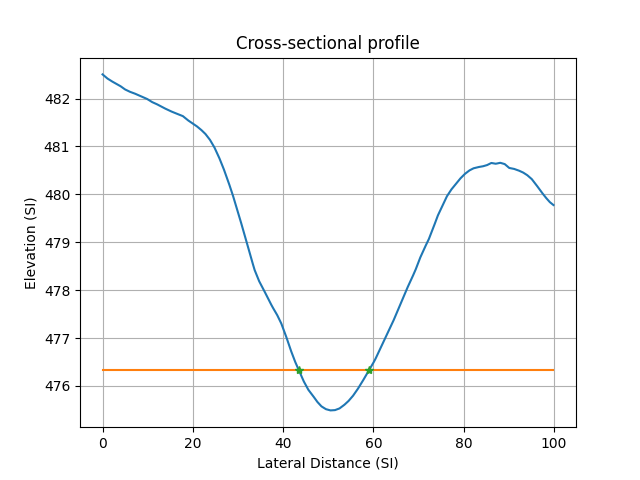 Cross-sectional profile
482
481
480
479
478
477
476
Elevation (SI)
0 20 40 60 80 100
Lateral Distance (SI)